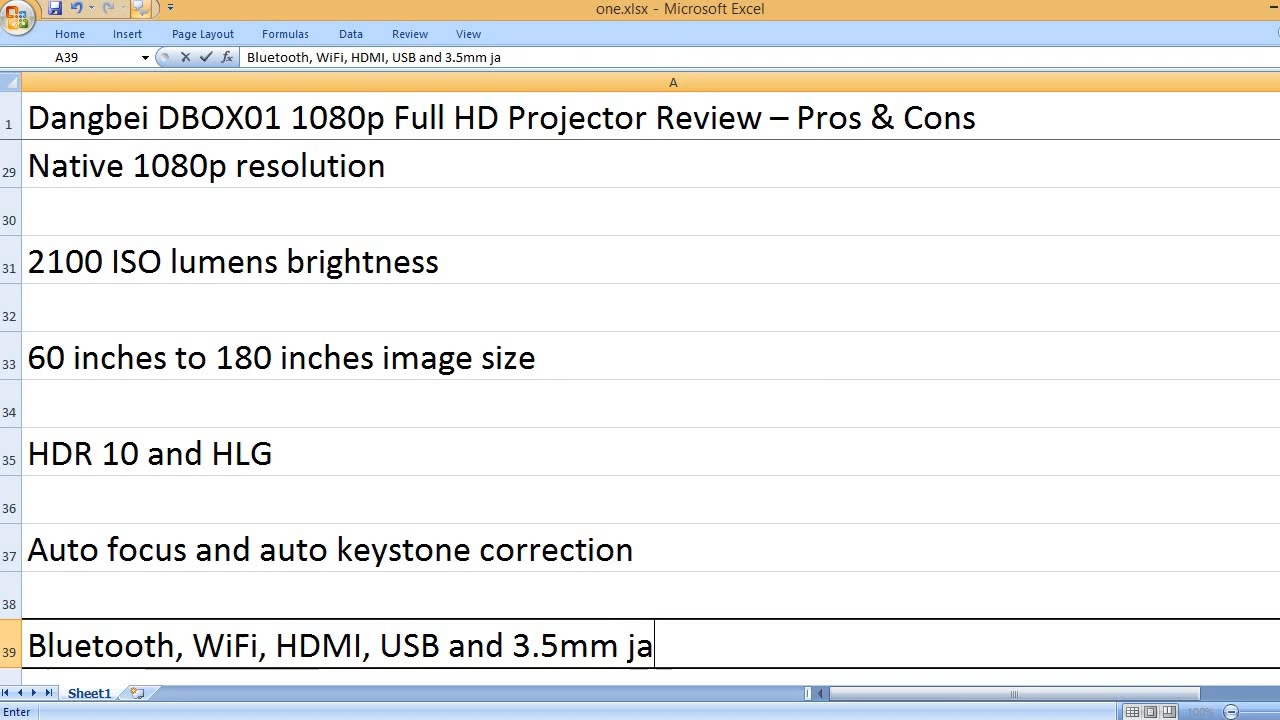 one.xlsx - Microsoft Excel
Home Insert Page Layout Formulas Data Review View
A39 fx Bluetooth, WiFi, HDMI, USB and 3.5mm ja
A
1 Dangbei DBOX01 1080p Full HD Projector Review – Pros & Cons
29 Native 1080p resolution
30
31 2100 ISO lumens brightness
32
33 60 inches to 180 inches image size
34
35 HDR 10 and HLG
36
37 Auto focus and auto keystone correction
38
39 Bluetooth, WiFi, HDMI, USB and 3.5mm ja
Sheet1
Enter 100%